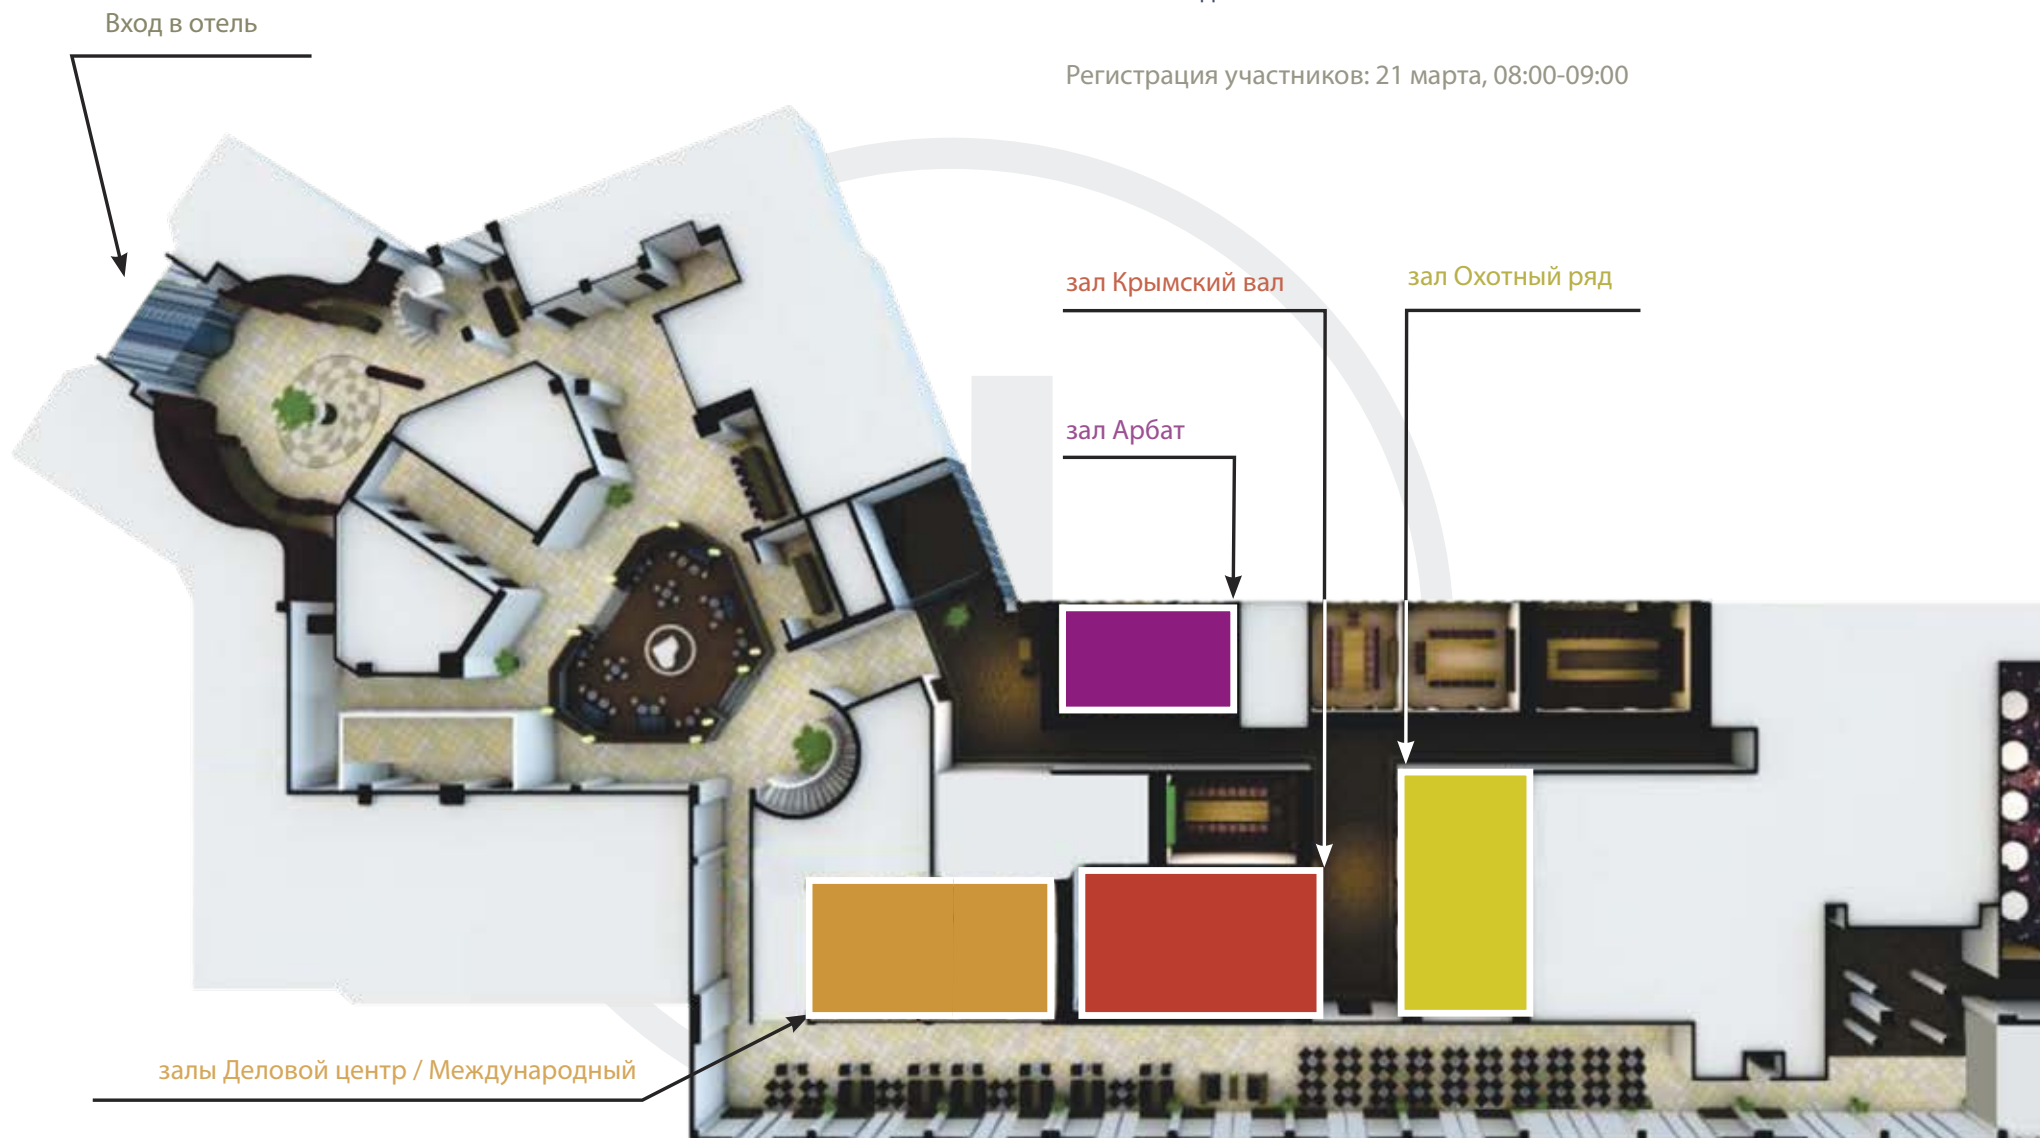 Вход в отель
Регистрация участников: 21 марта, 08:00-09:00
зал Крымский вал
зал Охотный ряд
зал Арбат
залы Деловой центр / Международный